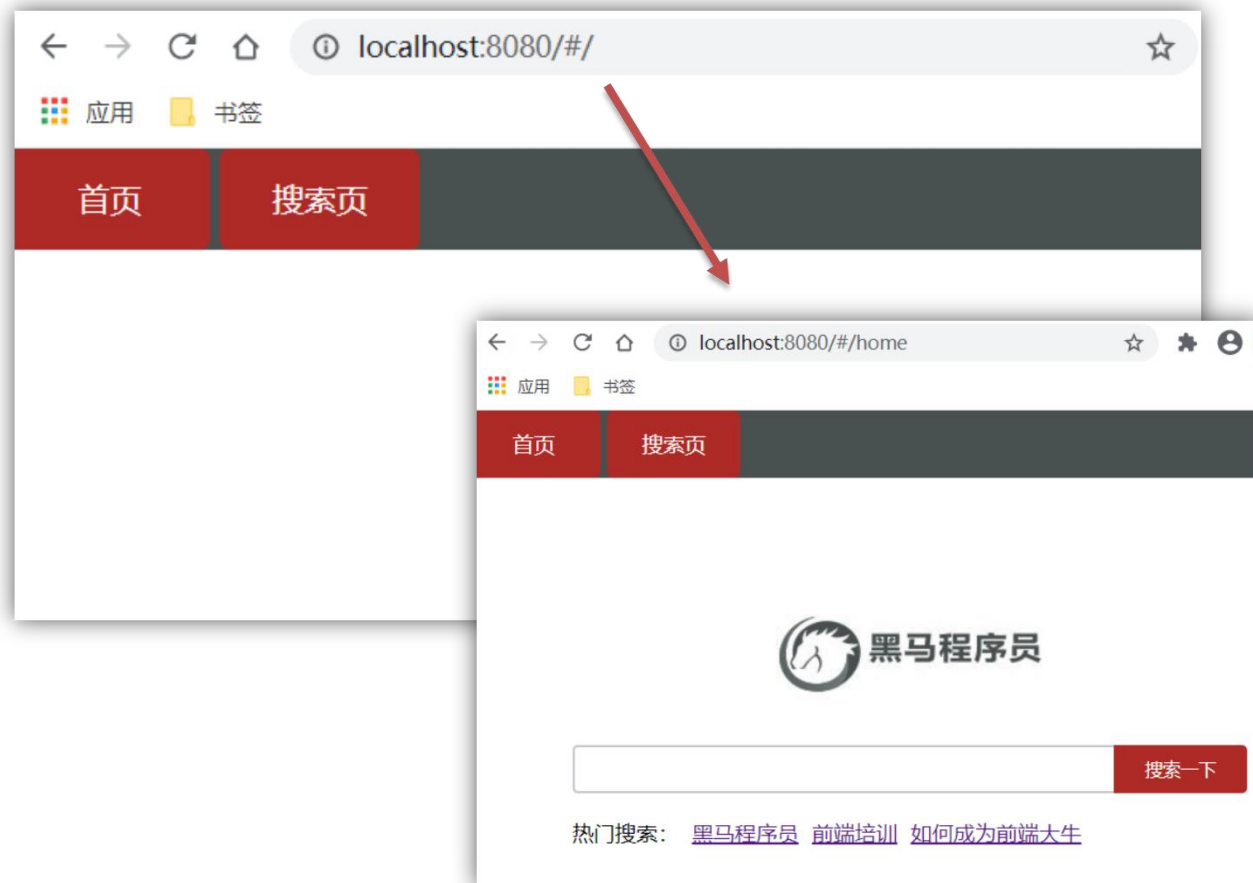 localhost:8080/#/
应用 书签
首页 搜索页
localhost:8080/#/home
应用 书签
首页 搜索页
黑马程序员
搜索一下
热门搜索： 黑马程序员 前端培训 如何成为前端大牛